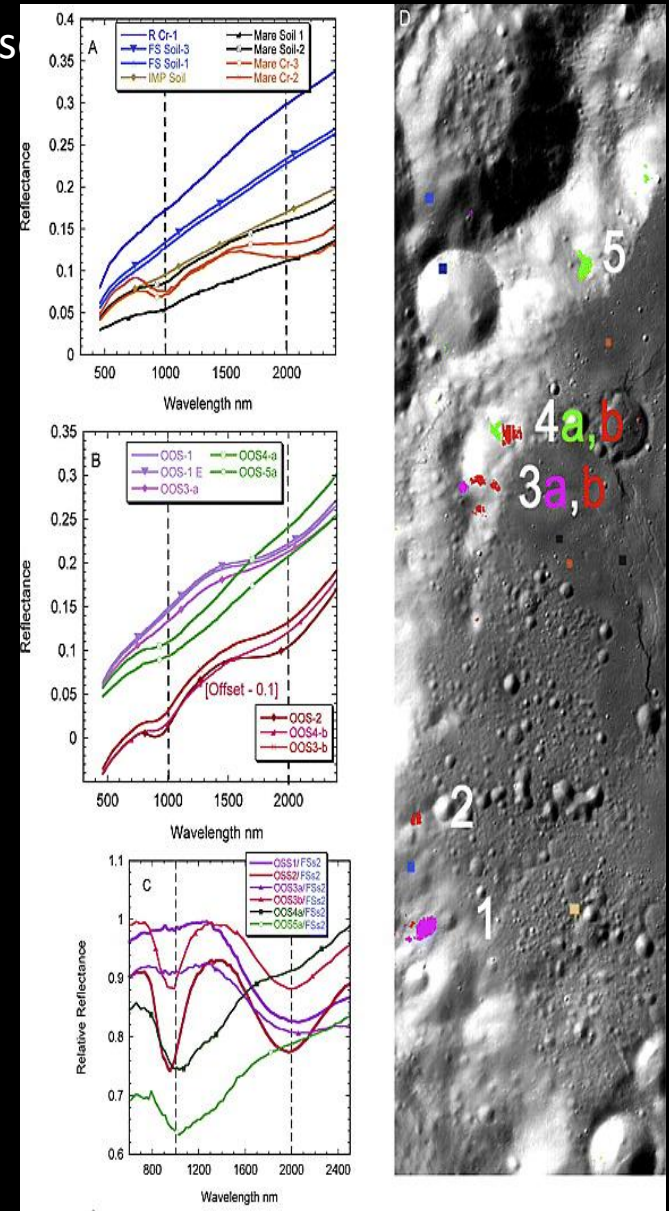 s
A
R Cr-1
FS Soil-3
FS Soil-1
IMP Soil
Mare Soil 1
Mare Soil-2
Mare Cr-3
Mare Cr-2
0.4
0.35
0.3
0.25
0.2
0.15
0.1
0.05
0
Reflectance
500 1000 1500 2000
Wavelength nm
B
OOS-1
OOS-1 E
OOS3-a
OOS4-a
OOS-5a
0.35
0.3
0.25
0.2
0.15
0.1
0.05
0
Reflectance
[Offset - 0.1]
OOS-2
OOS4-b
OOS3-b
500 1000 1500 2000
Wavelength nm
C
OSS1/FSs2
OSS2/FSs2
OOS3a/FSs2
OOS3b/FSs2
OOS4a/FSs2
OOS5a/FSs2
1.1
1
0.9
0.8
0.7
0.6
Relative Reflectance
800 1200 1600 2000 2400
Wavelength nm
D
5
4a,b
3a,b
2
1